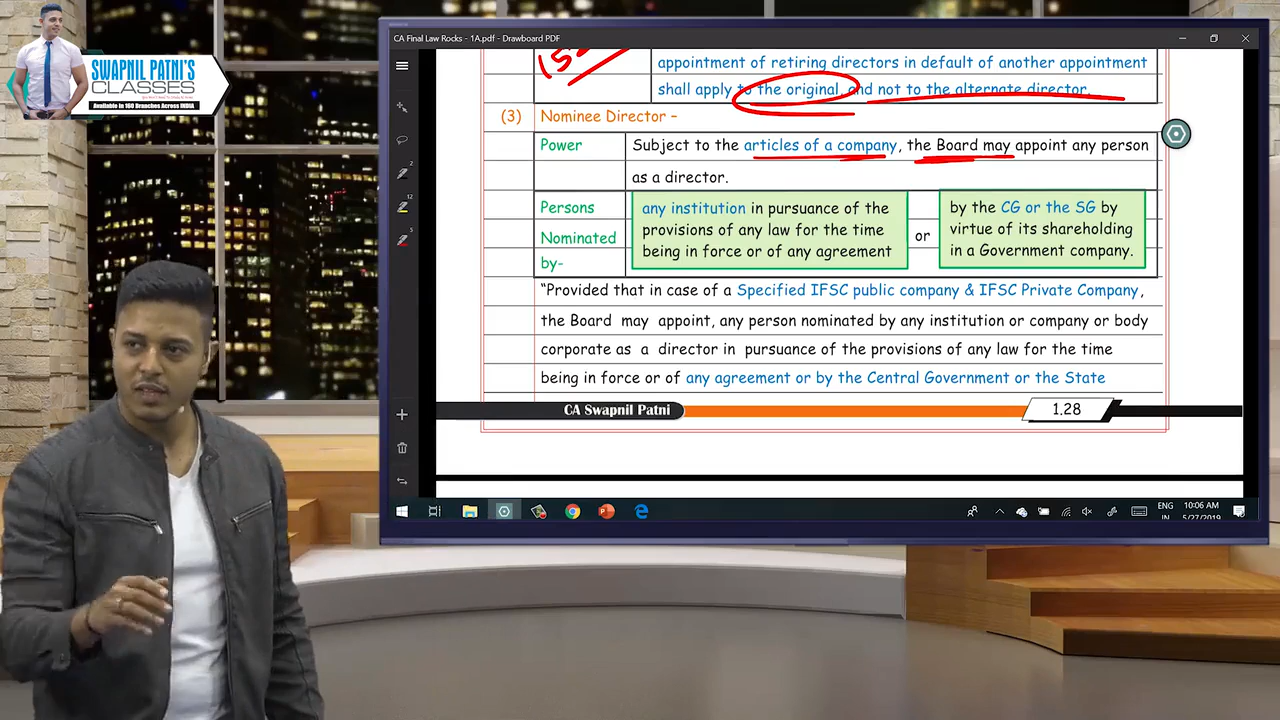 SWAPNIL PATNI'S
CLASSES
Available in 160 Branches Across INDIA
CA Final Law Rocks - 1A.pdf - Drawboard PDF
appointment of retiring directors in default of another appointment
shall apply to the original, and not to the alternate director.
(3) Nominee Director –
Power
Subject to the articles of a company, the Board may appoint any person
as a director.
Persons
Nominated
by-
any institution in pursuance of the
provisions of any law for the time
being in force or of any agreement
or
by the CG or the SG by
virtue of its shareholding
in a Government company.
“Provided that in case of a Specified IFSC public company & IFSC Private Company,
the Board may appoint, any person nominated by any institution or company or body
corporate as a director in pursuance of the provisions of any law for the time
being in force or of any agreement or by the Central Government or the State
CA Swapnil Patni
1.28
ENG
IN
10:06 AM
5/27/2019